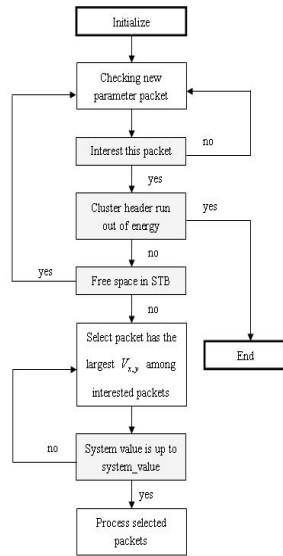 Initialize
Checking new
parameter packet
Interest this packet
no
yes
Cluster header run
out of energy
yes
no
yes
Free space in STB
no
Select packet has the
largest Vx,y among
interested packets
End
no
System value is up to
system_value
yes
Process selected
packets